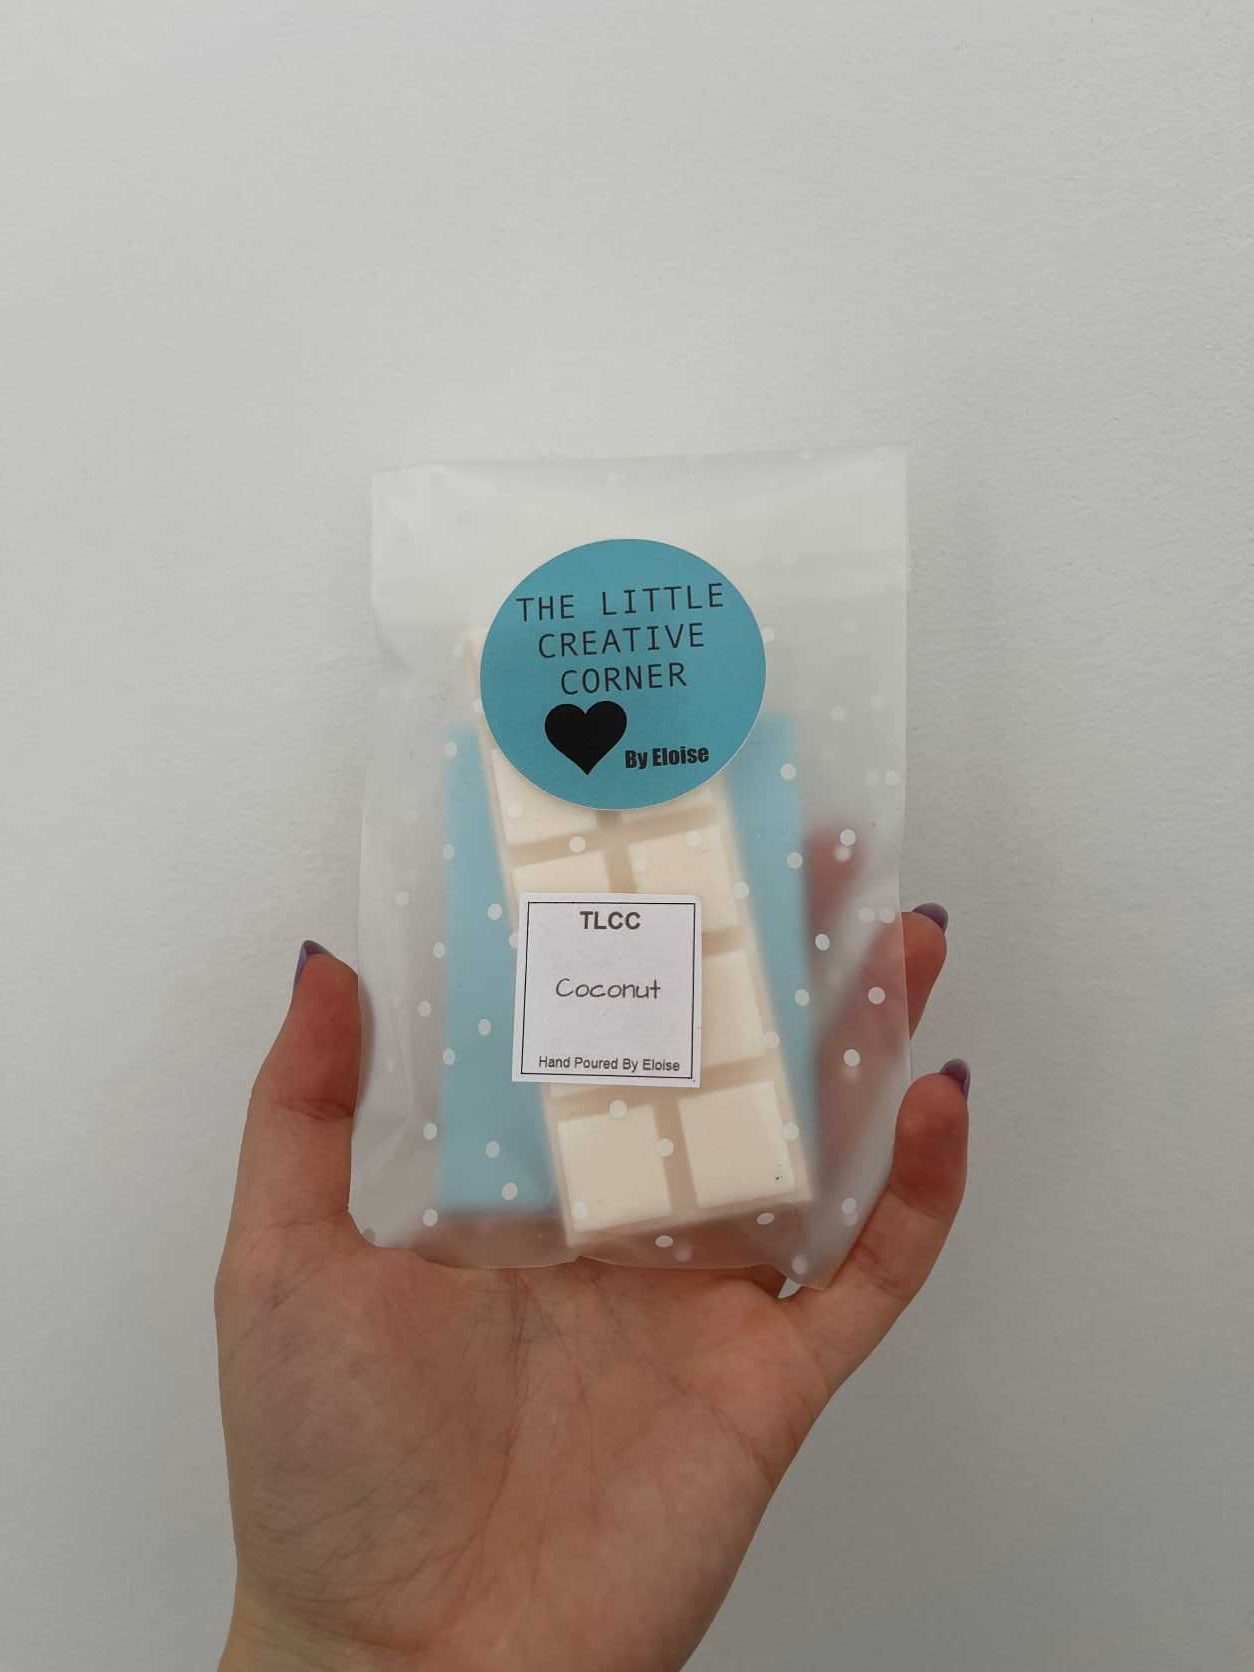 THE LITTLE
CREATIVE
CORNER
By Eloise
TLCC
Coconut
Hand Poured By Eloise